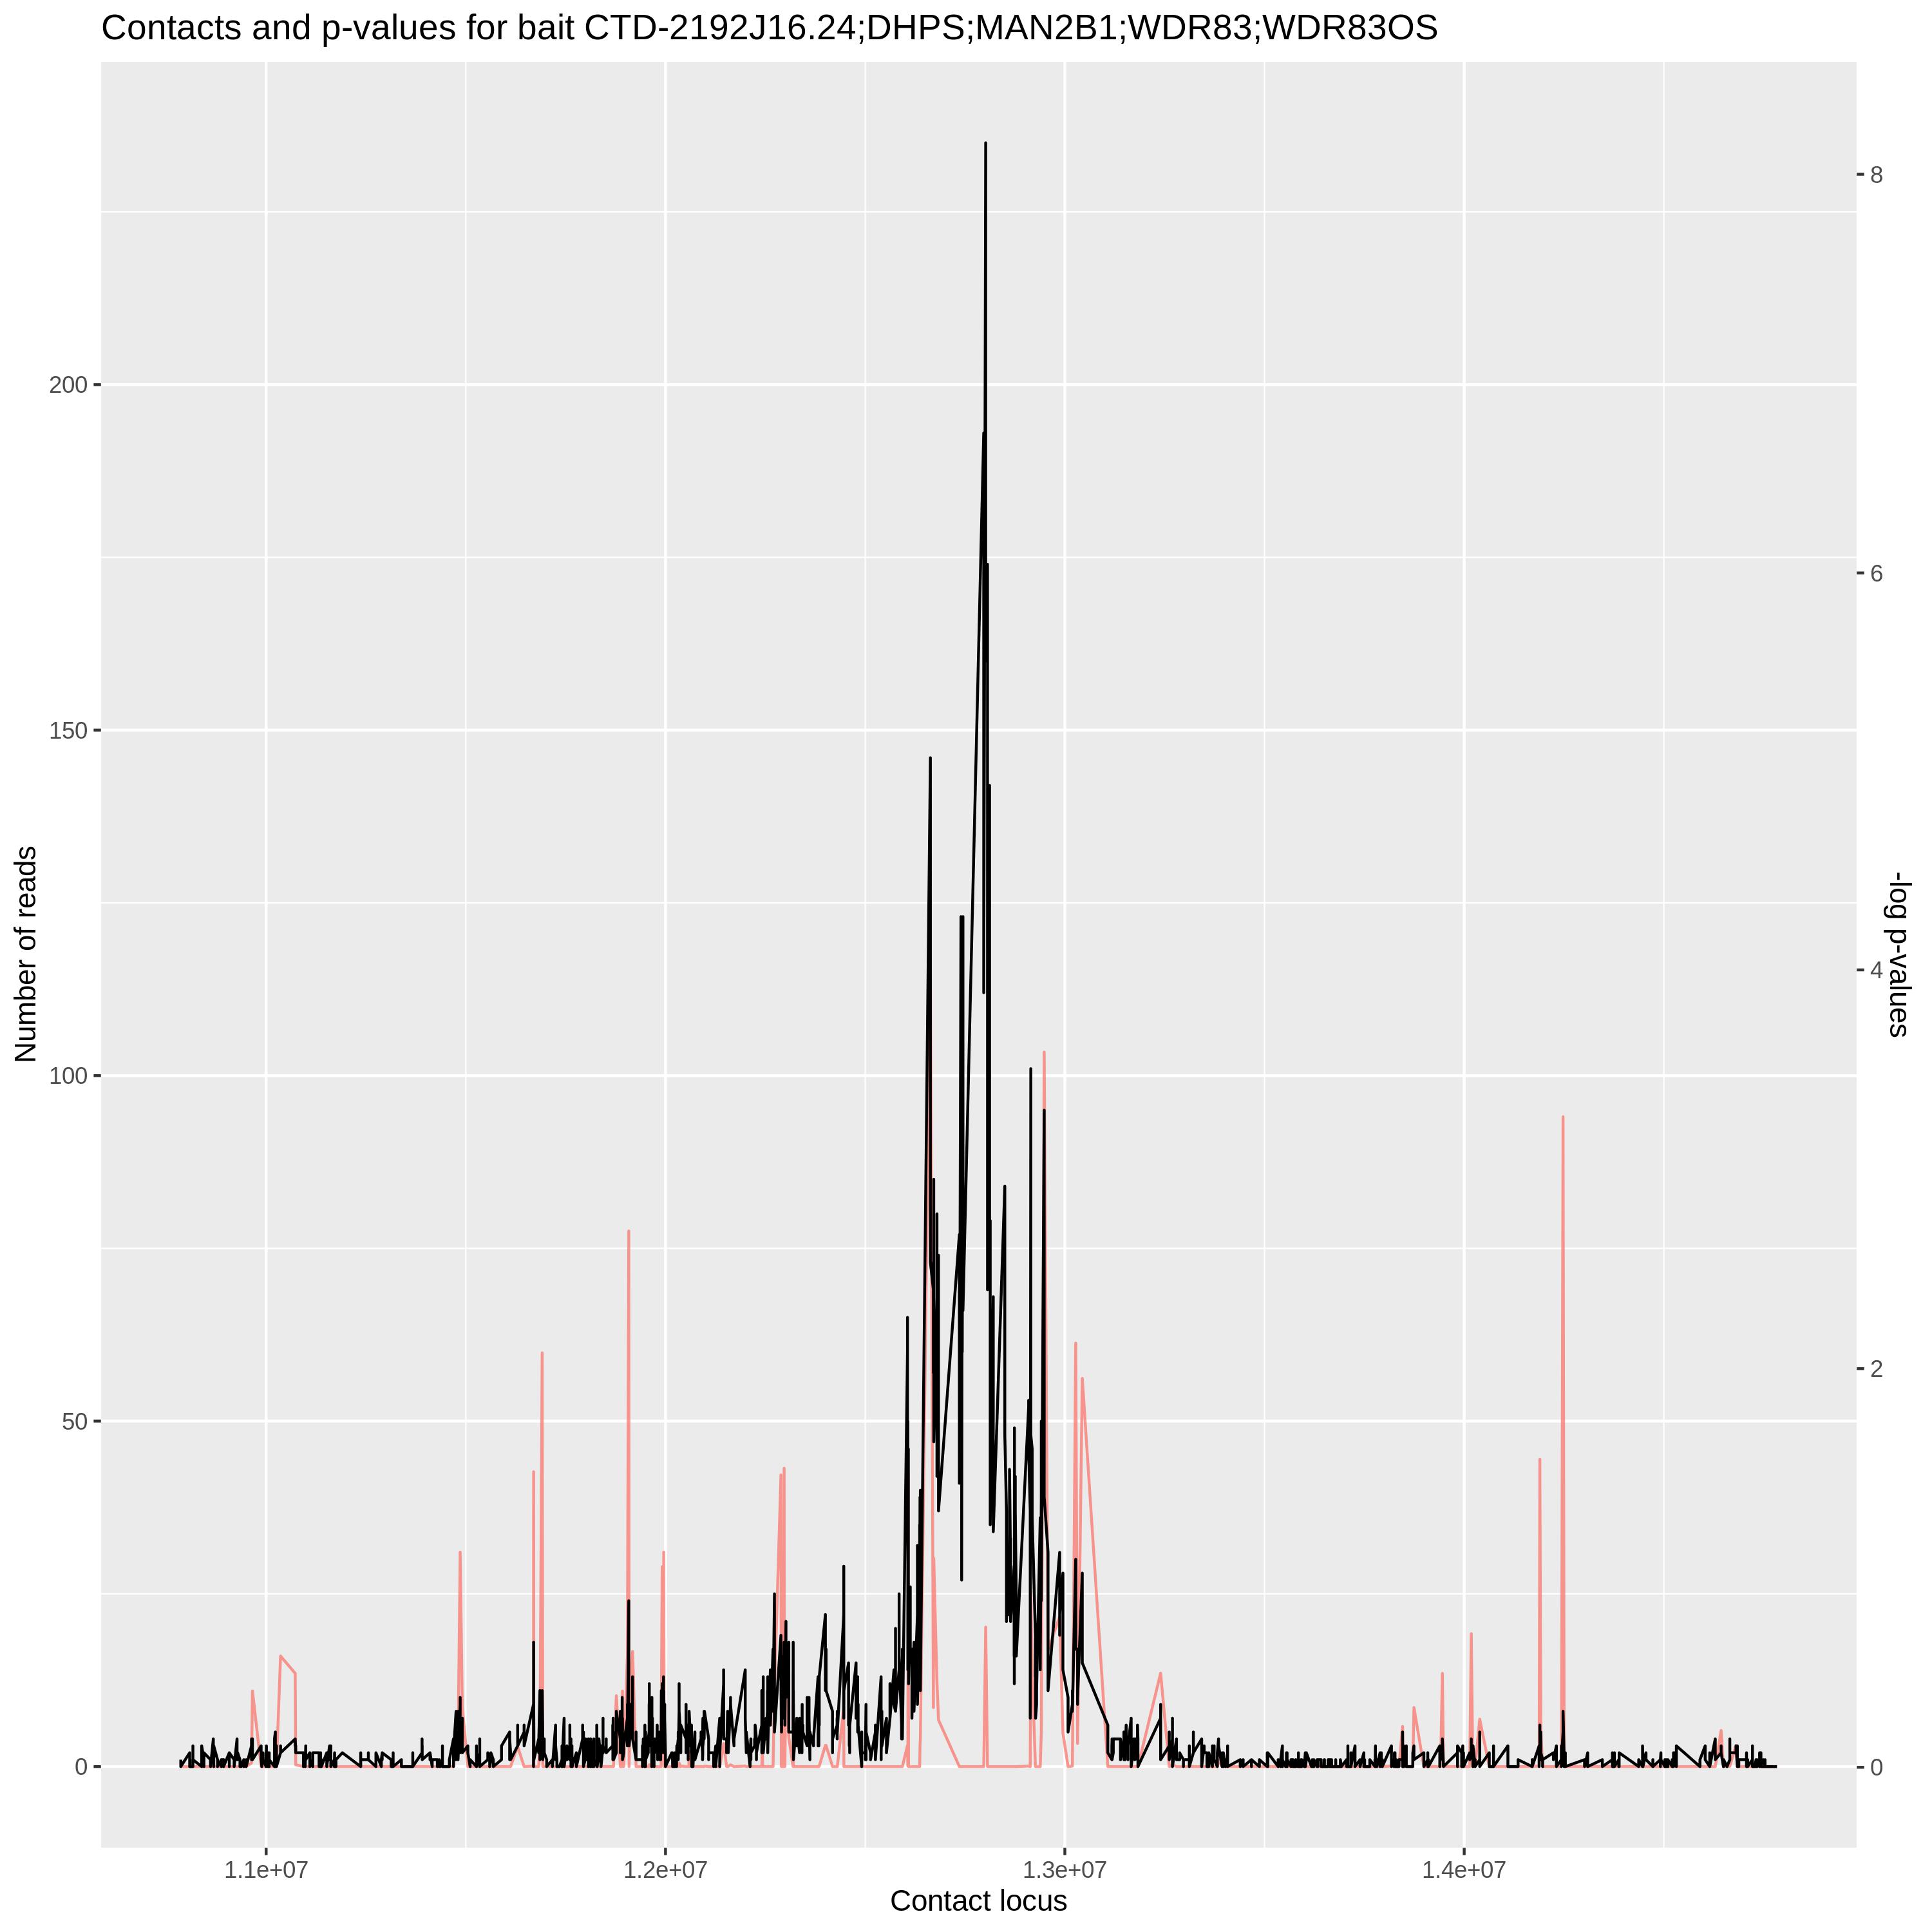 Contacts and p-values for bait CTD-2192J16.24;DHPS;MAN2B1;WDR83;WDR83OS
Number of reads
200
150
100
50
0
8
6
4
2
0
-log p-values
1.1e+07
1.2e+07
1.3e+07
1.4e+07
Contact locus